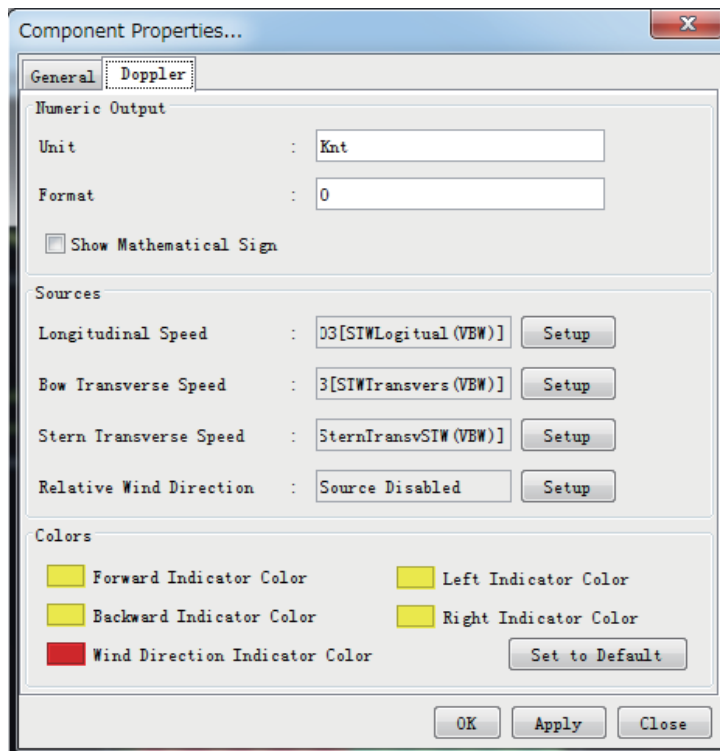 Component Properties...
General Doppler
Numeric Output
Unit : Knt
Format : 0
Show Mathematical Sign
Sources
Longitudinal Speed : 03[STWLogitual(VBW)] Setup
Bow Transverse Speed : 3[STWTransvers(VBW)] Setup
Stern Transverse Speed : SternTransvSTW(VBW)] Setup
Relative Wind Direction : Source Disabled Setup
Colors
Forward Indicator Color Left Indicator Color
Backward Indicator Color Right Indicator Color
Wind Direction Indicator Color Set to Default
OK Apply Close